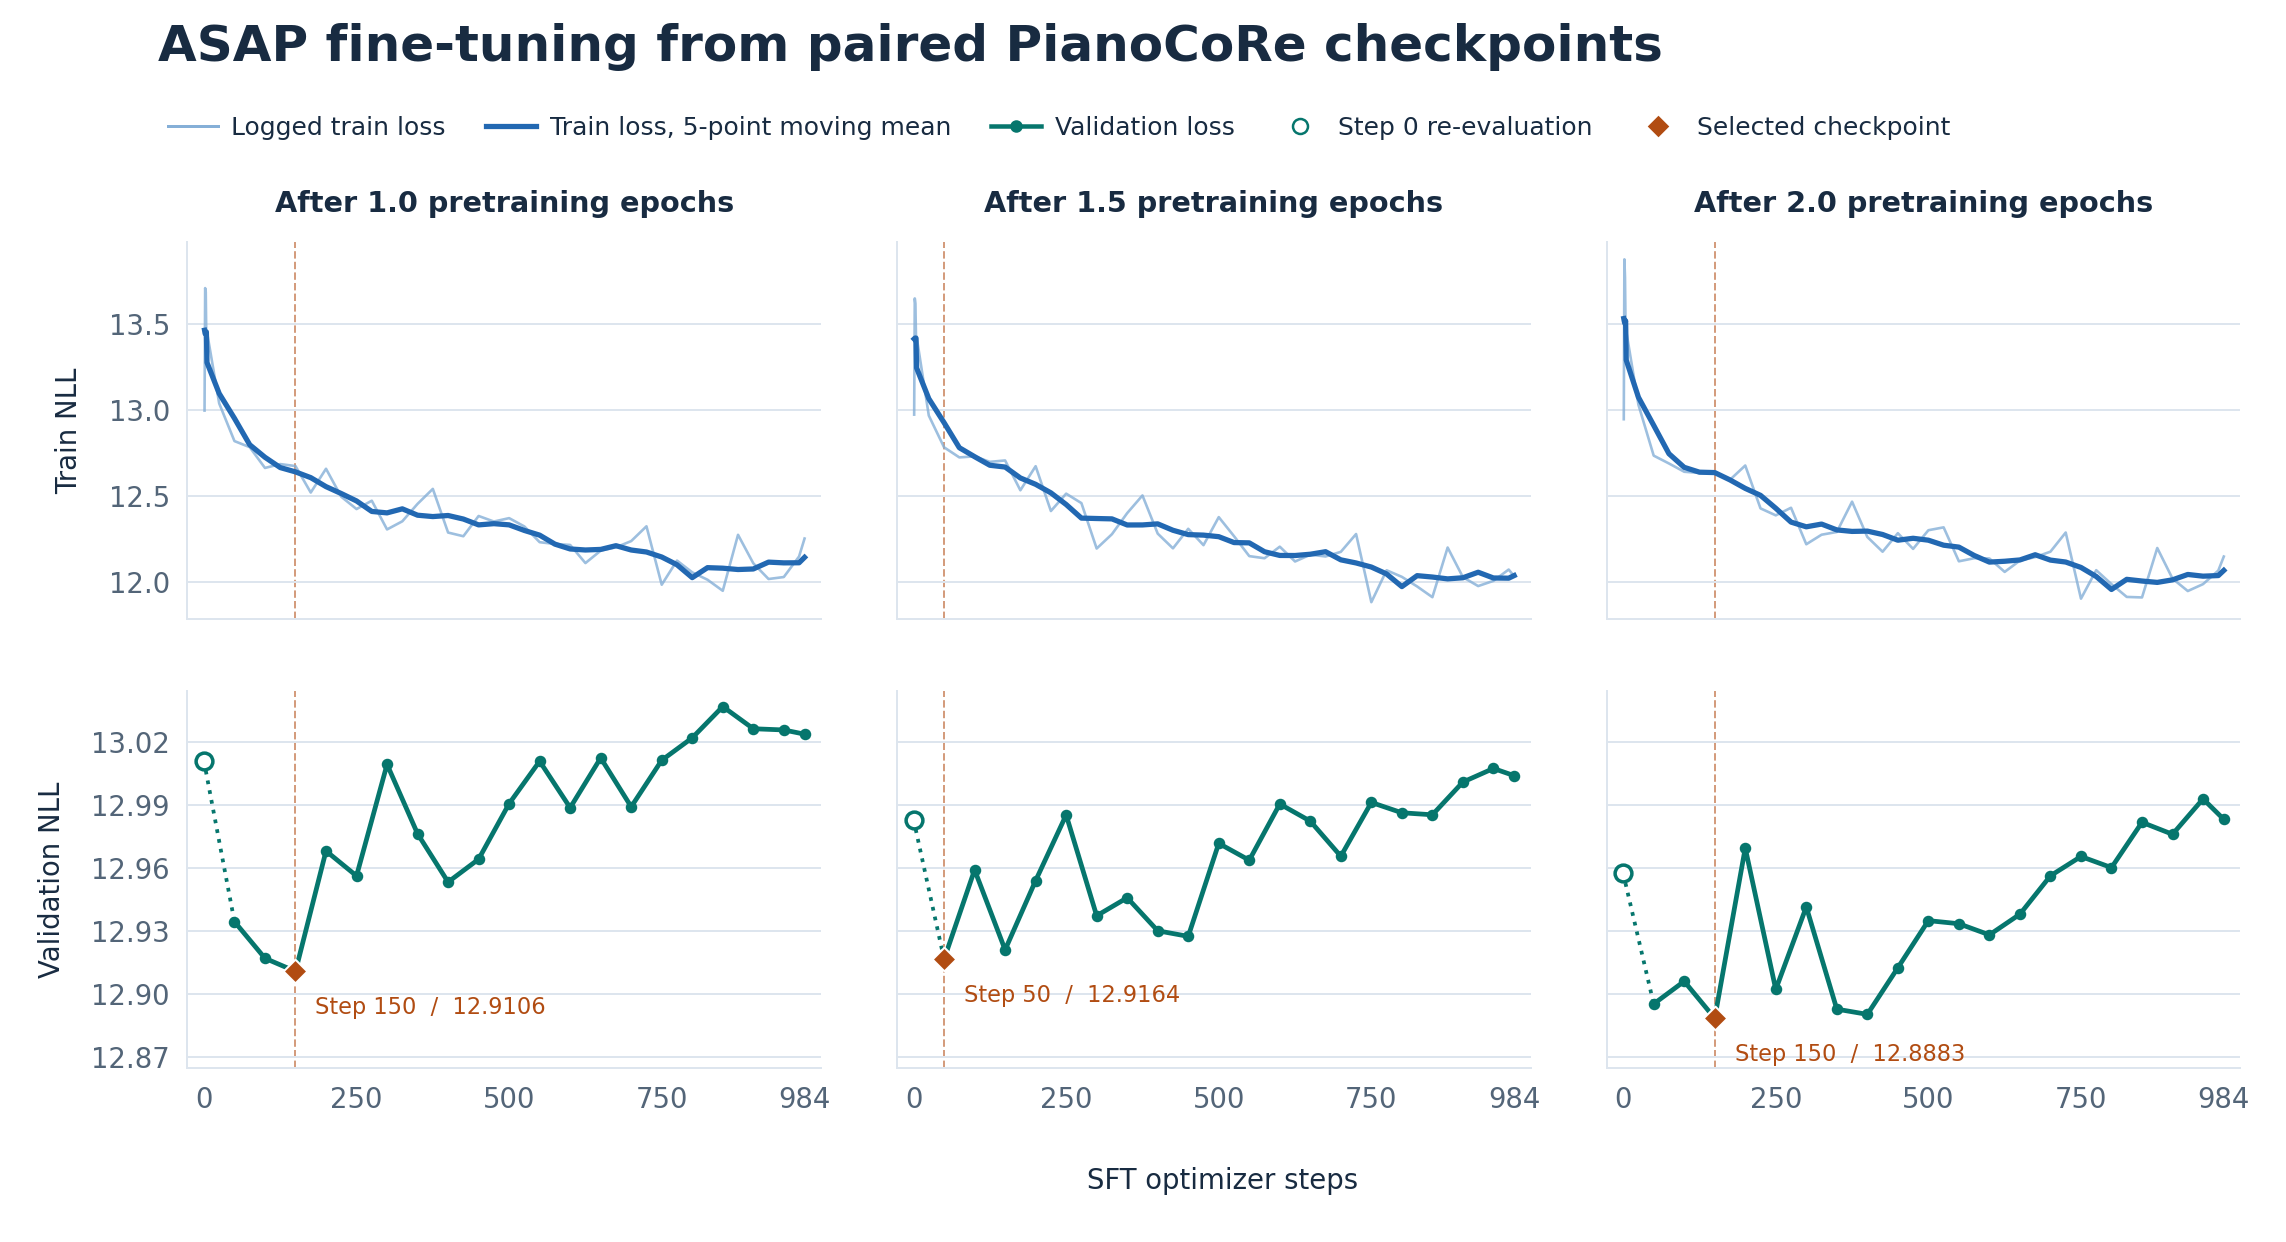 ASAP fine-tuning from paired PianoCoRe checkpoints
Logged train loss
Train loss, 5-point moving mean
Validation loss
Step 0 re-evaluation
Selected checkpoint
After 1.0 pretraining epochs
After 1.5 pretraining epochs
After 2.0 pretraining epochs
Train NLL
13.5
13.0
12.5
12.0
Validation NLL
13.02
12.99
12.96
12.93
12.90
12.87
Step 150 / 12.9106
Step 50 / 12.9164
Step 150 / 12.8883
0 250 500 750 984
0 250 500 750 984
0 250 500 750 984
SFT optimizer steps